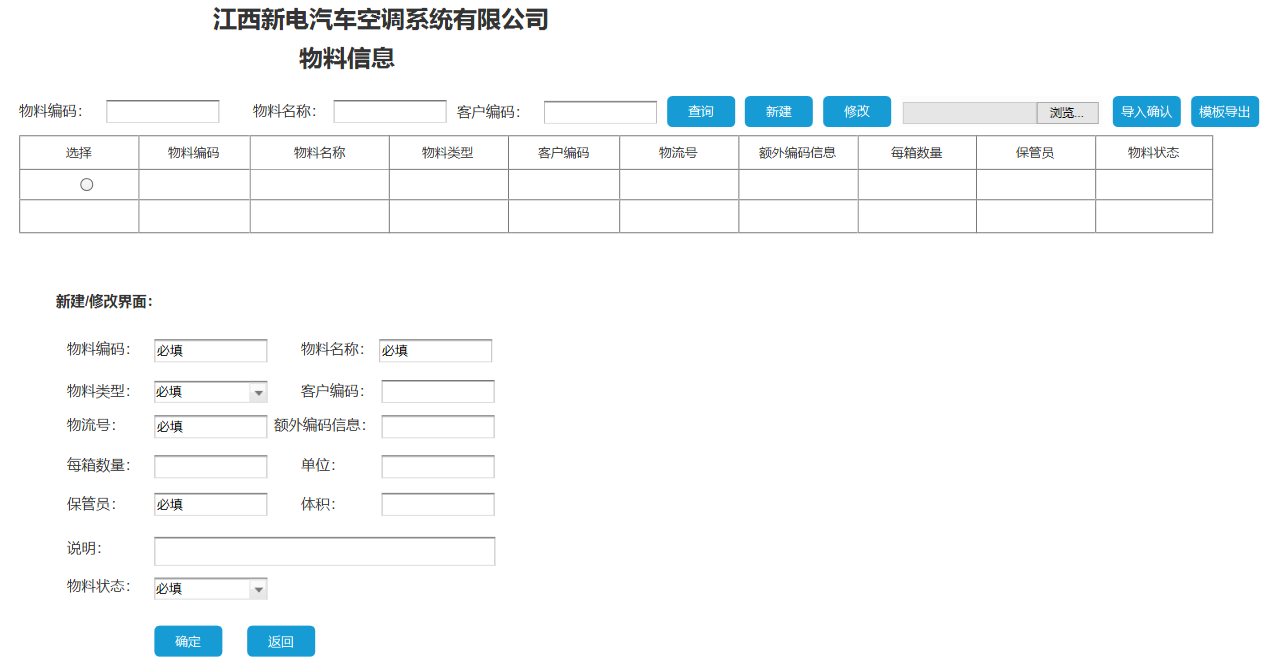 江西新电汽车空调系统有限公司
物料信息
物料编码： 物料名称： 客户编码： 查询 新建 修改 浏览... 导入确认 模板导出
选择 物料编码 物料名称 物料类型 客户编码 物流号 额外编码信息 每箱数量 保管员 物料状态
新建/修改界面：
物料编码： 必填 物料名称： 必填
物料类型： 必填 客户编码：
物流号： 必填 额外编码信息：
每箱数量： 单位：
保管员： 必填 体积：
说明：
物料状态： 必填
确定 返回